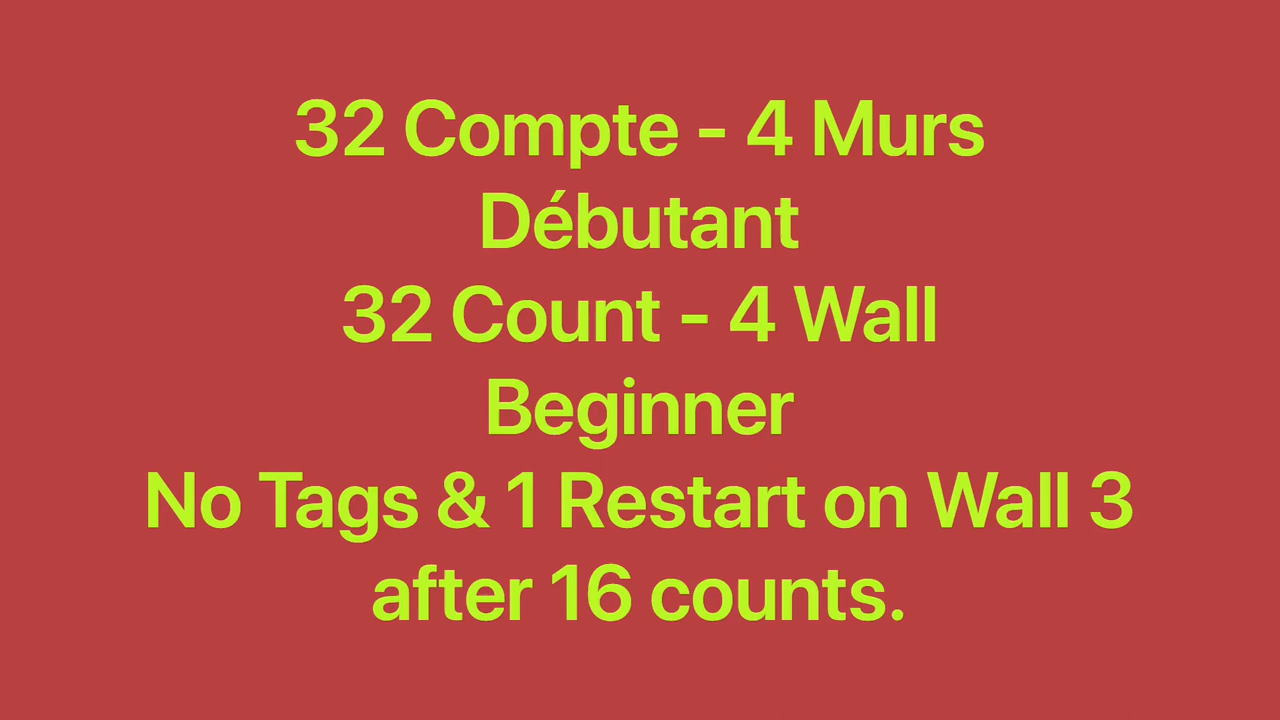 32 Compte - 4 Murs
Débutant
32 Count - 4 Wall
Beginner
No Tags & 1 Restart on Wall 3
after 16 counts.